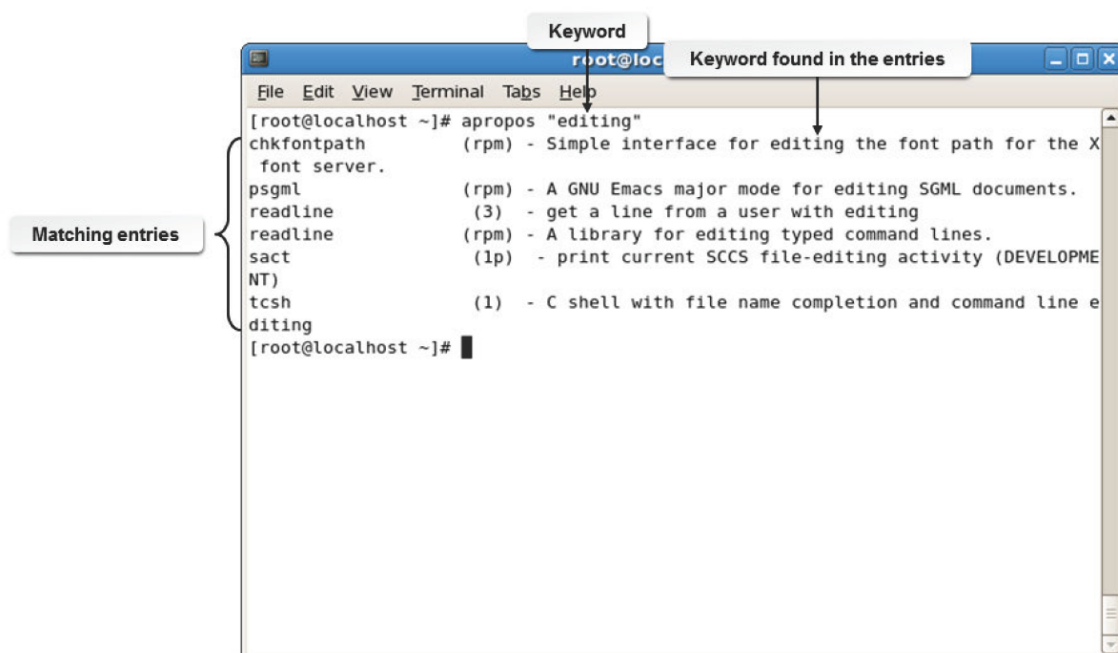 Keyword
root@loc
Keyword found in the entries
File Edit View Terminal Tabs Help
[root@localhost ~]# apropos "editing"
chkfontpath (rpm) - Simple interface for editing the font path for the X
font server.
psgml (rpm) - A GNU Emacs major mode for editing SGML documents.
readline (3) - get a line from a user with editing
Matching entries
readline (rpm) - A library for editing typed command lines.
sact (1p) - print current SCCS file-editing activity (DEVELOPME
NT)
tcsh (1) - C shell with file name completion and command line e
diting
[root@localhost ~]#